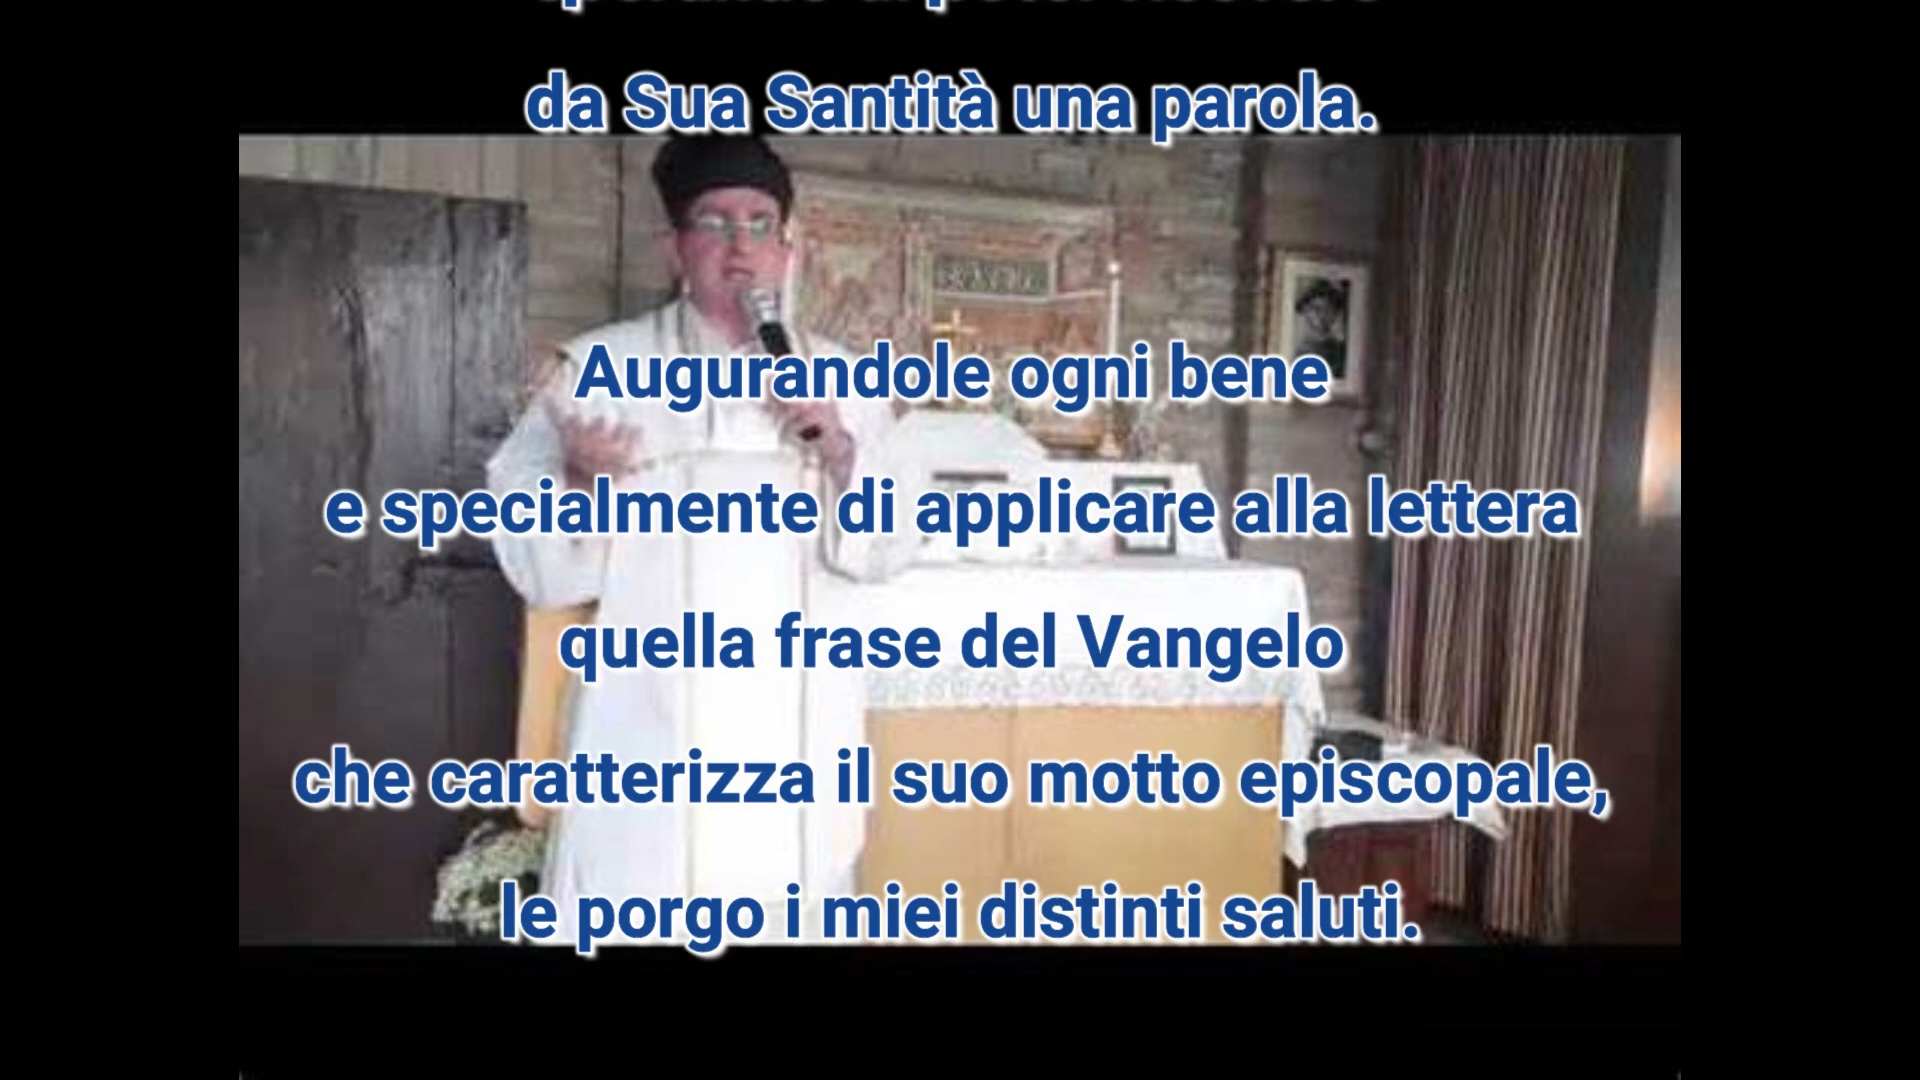 da Sua Santità una parola.
Augurandole ogni bene
e specialmente di applicare alla lettera
quella frase del Vangelo
che caratterizza il suo motto episcopale,
le porgo i miei distinti saluti.